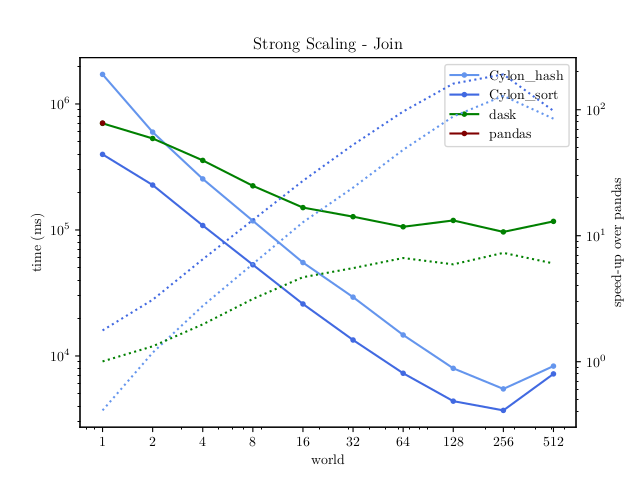 Strong Scaling - Join
time (ms)
10^6
10^5
10^4
Cylon_hash
Cylon_sort
dask
pandas
10^2
10^1
10^0
speed-up over pandas
1 2 4 8 16 32 64 128 256 512
world